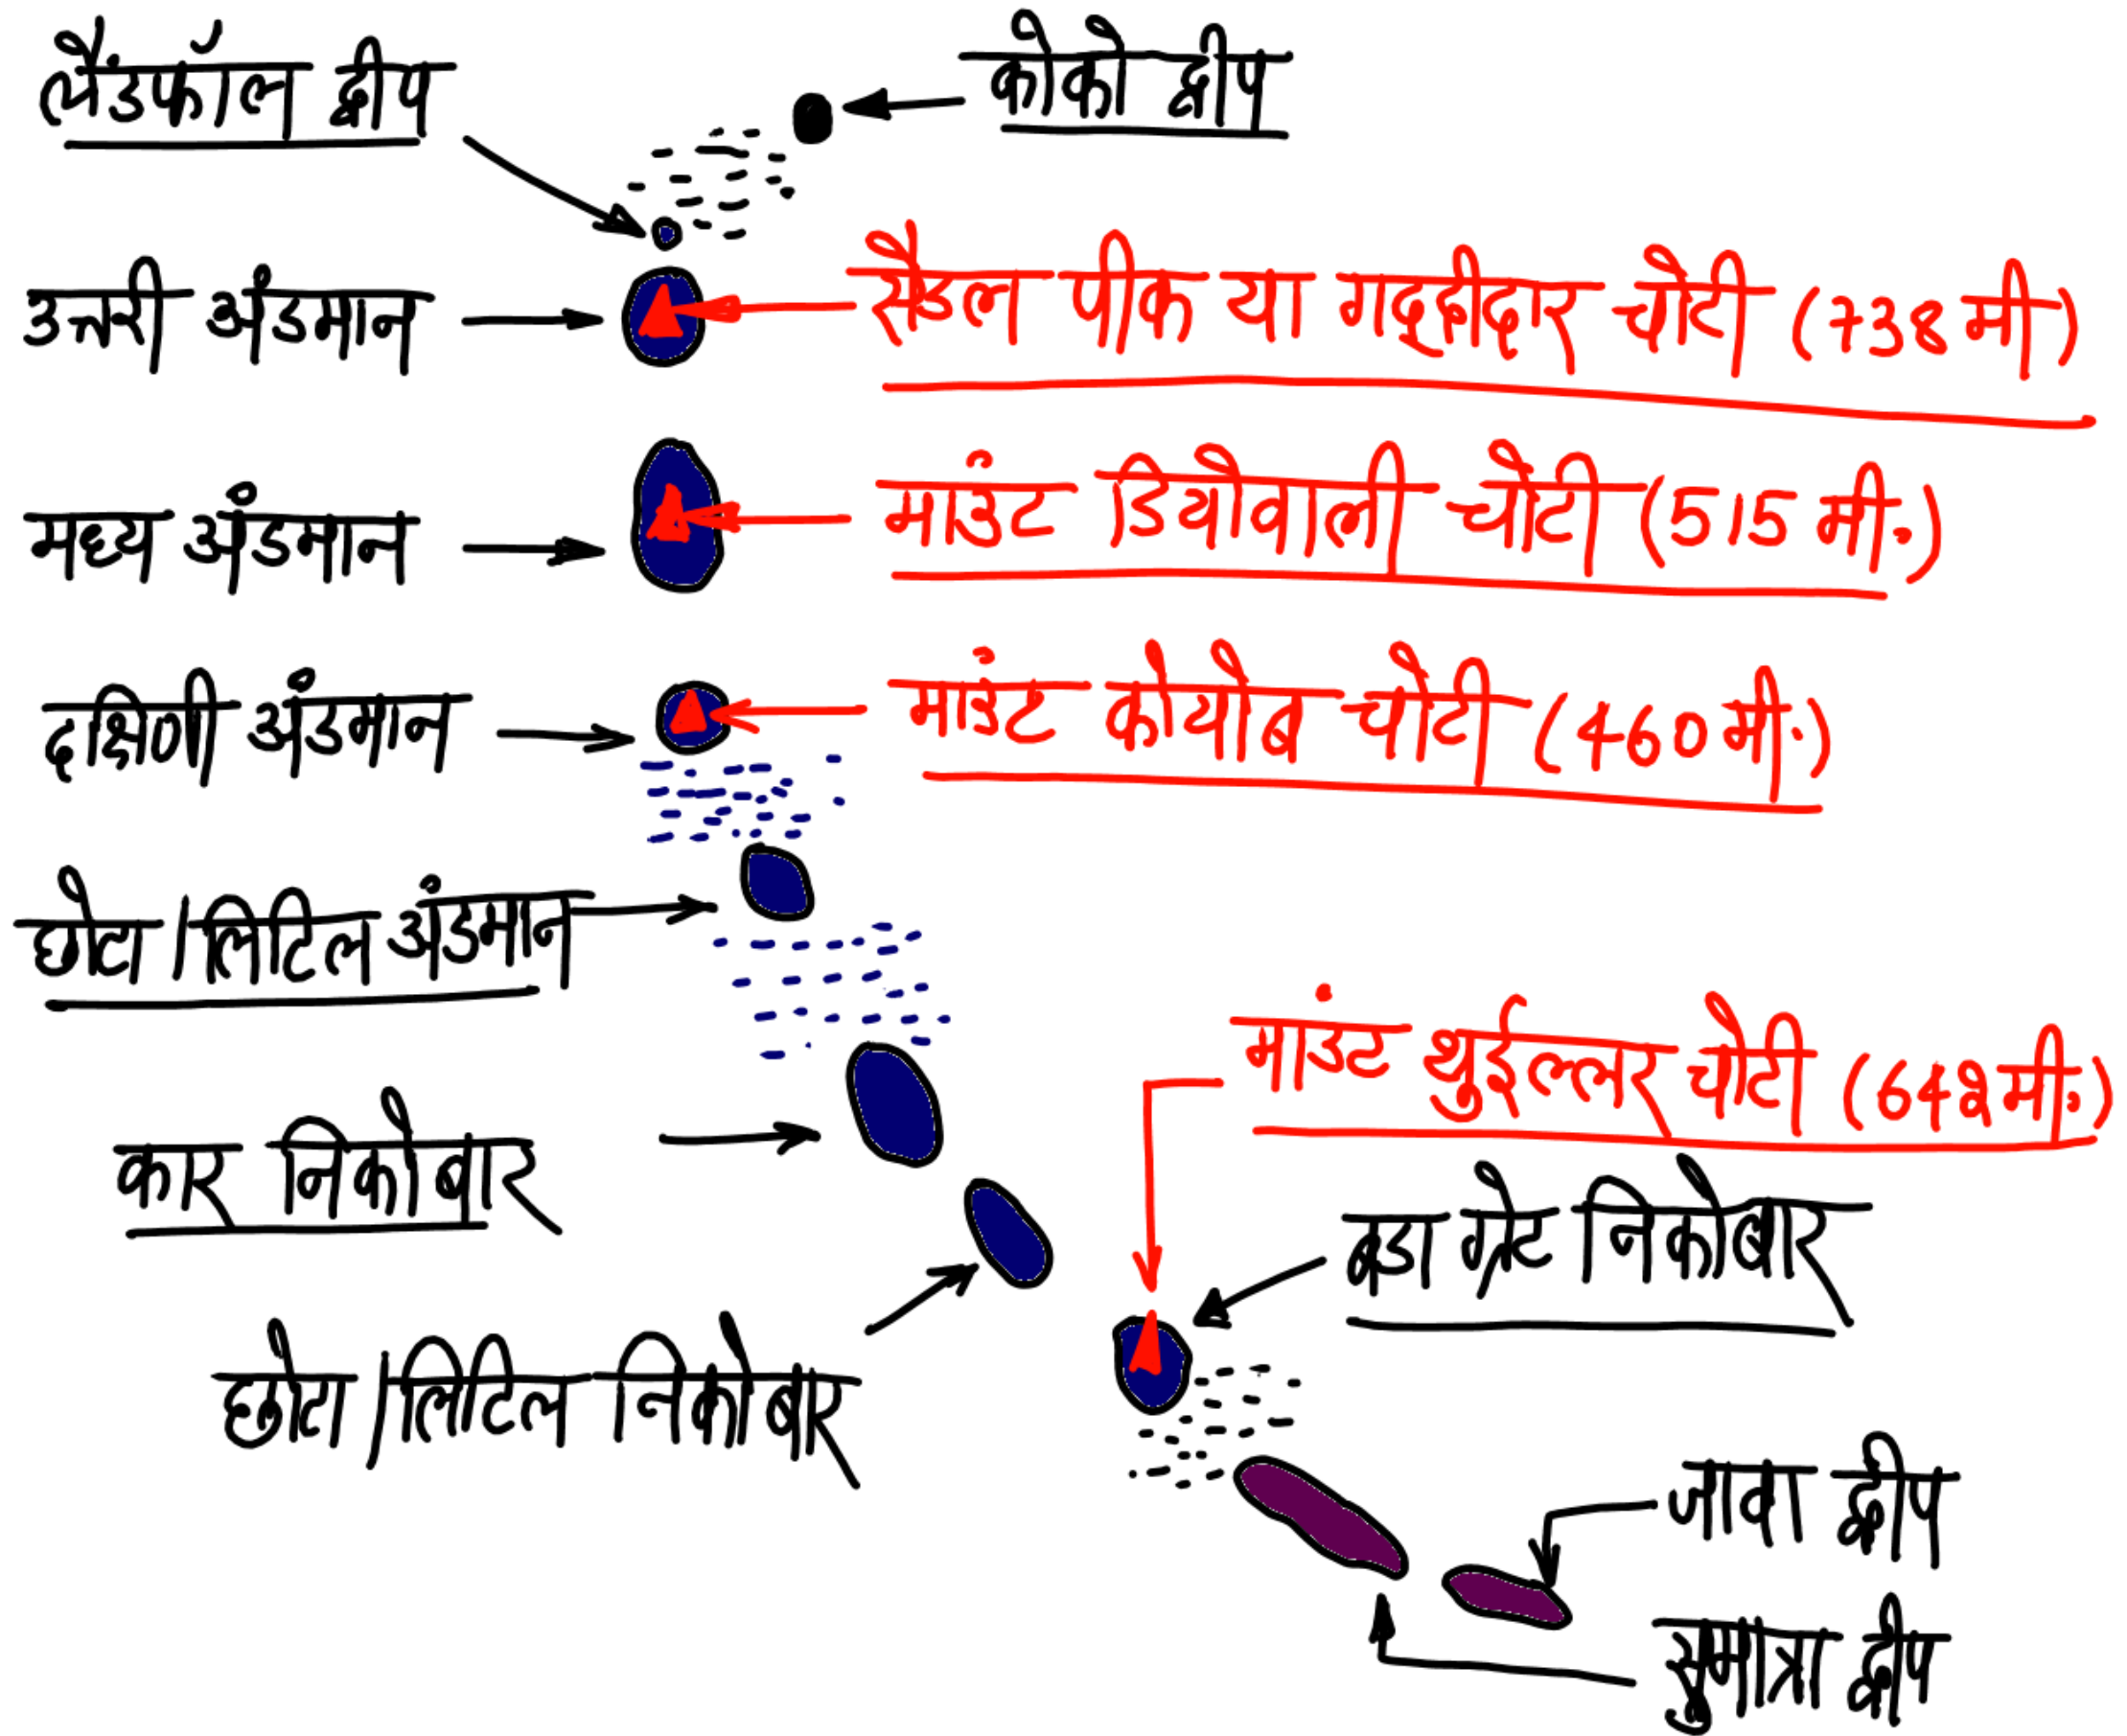 लैंडफॉल द्वीप
कोको द्वीप
उत्तरी अंडमान
सैडल पीक या गद्दीदार चोटी (738 मी)
मध्य अंडमान
माउंट डियोवाली चोटी (515 मी.)
दक्षिणी अंडमान
माउंट कोयोब चोटी (460 मी.)
छोटा/लिटिल अंडमान
माउंट थुईल्लर चोटी (642 मी.)
कार निकोबार
बडा ग्रेट निकोबार
छोटा/लिटिल निकोबार
जावा द्वीप
सुमात्रा द्वीप